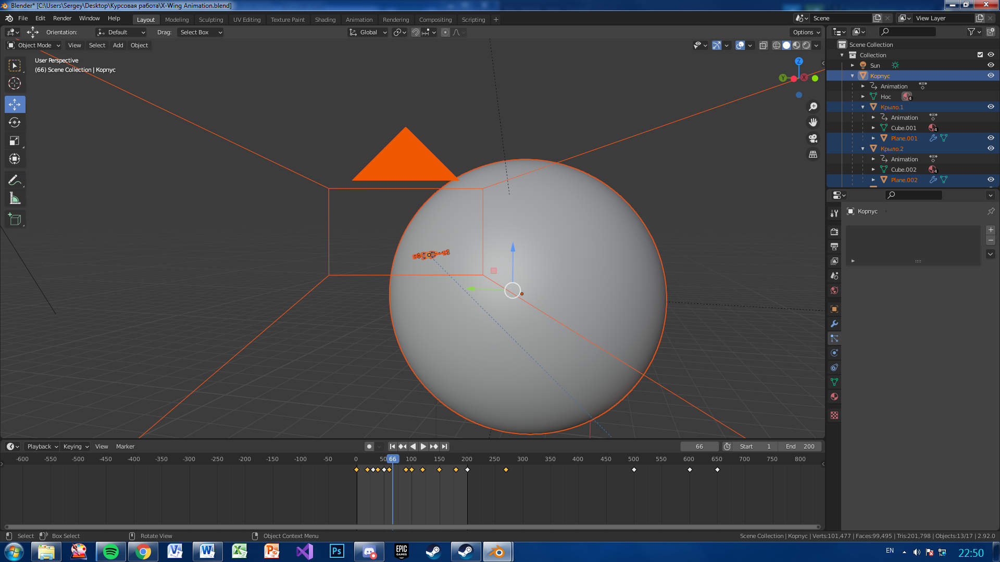 Blender* [C:\Users\Sergey\Desktop\Курсовая работа\X-Wing Animation.blend]
File Edit Render Window Help
Layout Modeling Sculpting UV Editing Texture Paint Shading Animation Rendering Compositing Scripting +
Scene
View Layer
Orientation: Default Drag: Select Box Global Options
Object Mode View Select Add Object
User Perspective
(66) Scene Collection | Корпус
Z
Y
X
Scene Collection
Collection
Sun
Корпус
Animation
Нос 4
Крыло.1
Animation
Cube.001 4
Plane.001
Крыло.2
Animation
Cube.002 4
Plane.002
Корпус
Playback Keying View Marker
66 Start 1 End 200
-600 -550 -500 -450 -400 -350 -300 -250 -200 -150 -100 -50 0 50 66 100 150 200 250 300 350 400 450 500 550 600 650 700 750 800
Select Box Select Rotate View Object Context Menu
Scene Collection | Корпус | Verts:101,477 | Faces:99,495 | Tris:201,798 | Objects:13/17 | 2.92.0
Ps
EPIC GAMES
EN
22:50